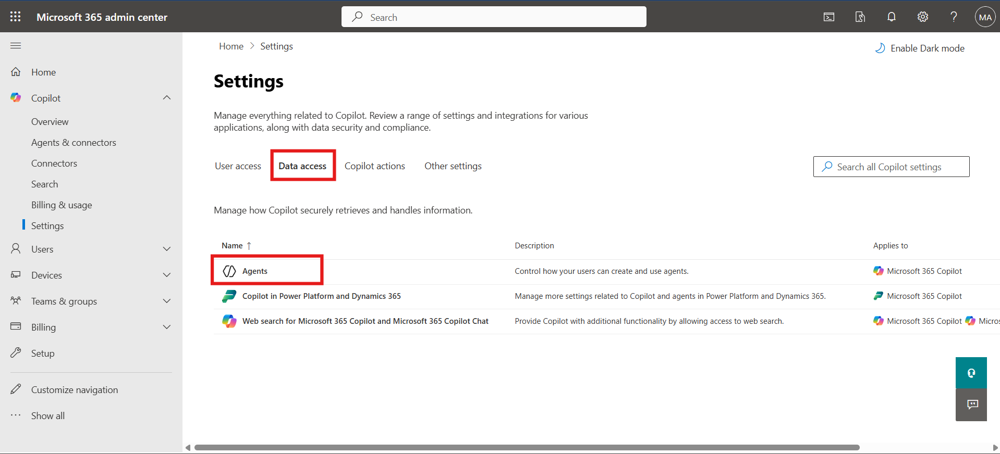 Microsoft 365 admin center
Search
MA
Home
Copilot
Overview
Agents & connectors
Connectors
Search
Billing & usage
Settings
Users
Devices
Teams & groups
Billing
Setup
Customize navigation
Show all
Home > Settings
Enable Dark mode
Settings
Manage everything related to Copilot. Review a range of settings and integrations for various
applications, along with data security and compliance.
User access Data access Copilot actions Other settings
Search all Copilot settings
Manage how Copilot securely retrieves and handles information.
Name ↑ Description Applies to
Agents Control how your users can create and use agents. Microsoft 365 Copilot
Copilot in Power Platform and Dynamics 365 Manage more settings related to Copilot and agents in Power Platform and Dynamics 365. Microsoft 365 Copilot
Web search for Microsoft 365 Copilot and Microsoft 365 Copilot Chat Provide Copilot with additional functionality by allowing access to web search. Microsoft 365 Copilot Micros